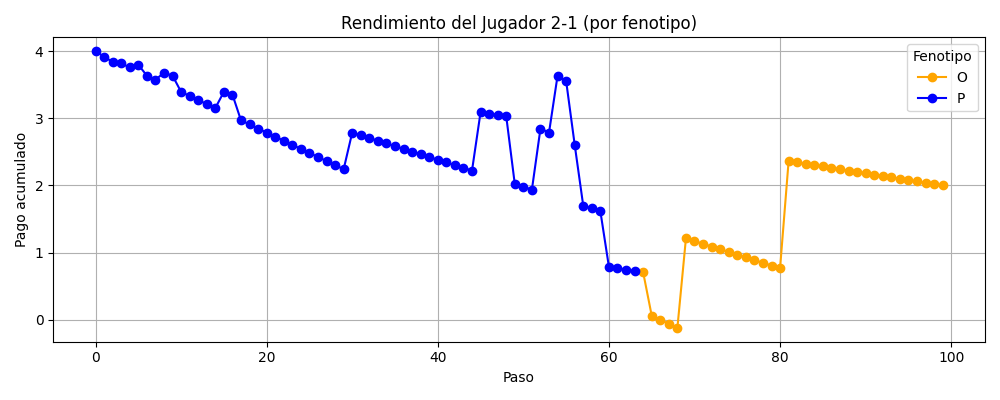 Rendimiento del Jugador 2-1 (por fenotipo)
Pago acumulado
4
3
2
1
0
Fenotipo
O
P
0 20 40 60 80 100
Paso